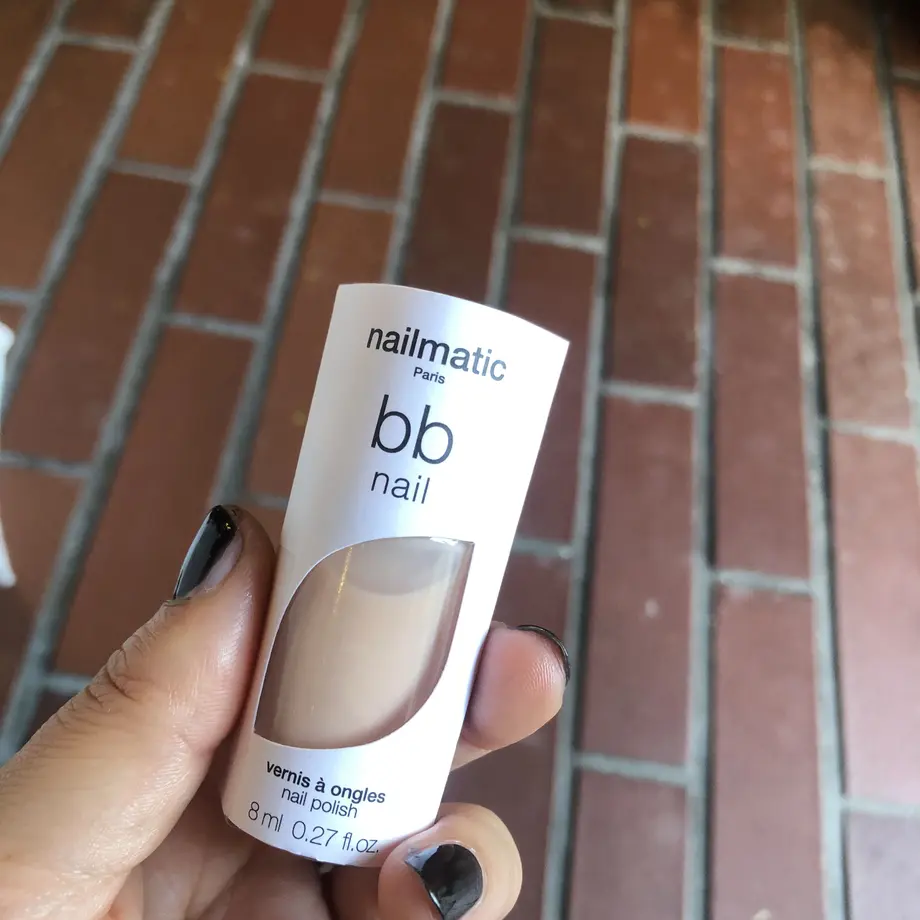 nailmatic
Paris
bb
nail
vernis à ongles
nail polish
8 ml 0.27 fl.oz.